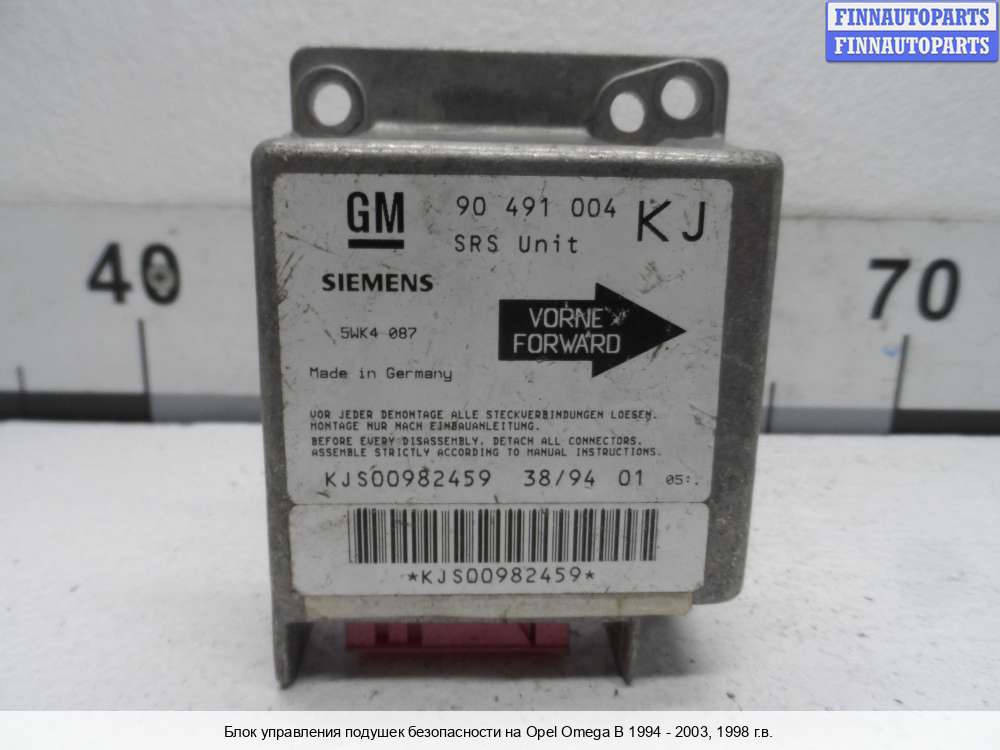 FINNAUTOPARTS
FINNAUTOPARTS
GM 90 491 004 KJ
SRS Unit
SIEMENS
VORNE
FORWARD
5WK4 087
Made in Germany
VOR JEDER DEMONTAGE ALLE STECKVERBINDUNGEN LOESEN.
MONTAGE NUR NACH EINBAUANLEITUNG.
BEFORE EVERY DISASSEMBLY, DETACH ALL CONNECTORS.
ASSEMBLE STRICTLY ACCORDING TO MANUAL INSTRUCTIONS.
KJS00982459 38/94 01 05:.
*KJS00982459*
40
70
Блок управления подушек безопасности на Opel Omega B 1994 - 2003, 1998 г.в.